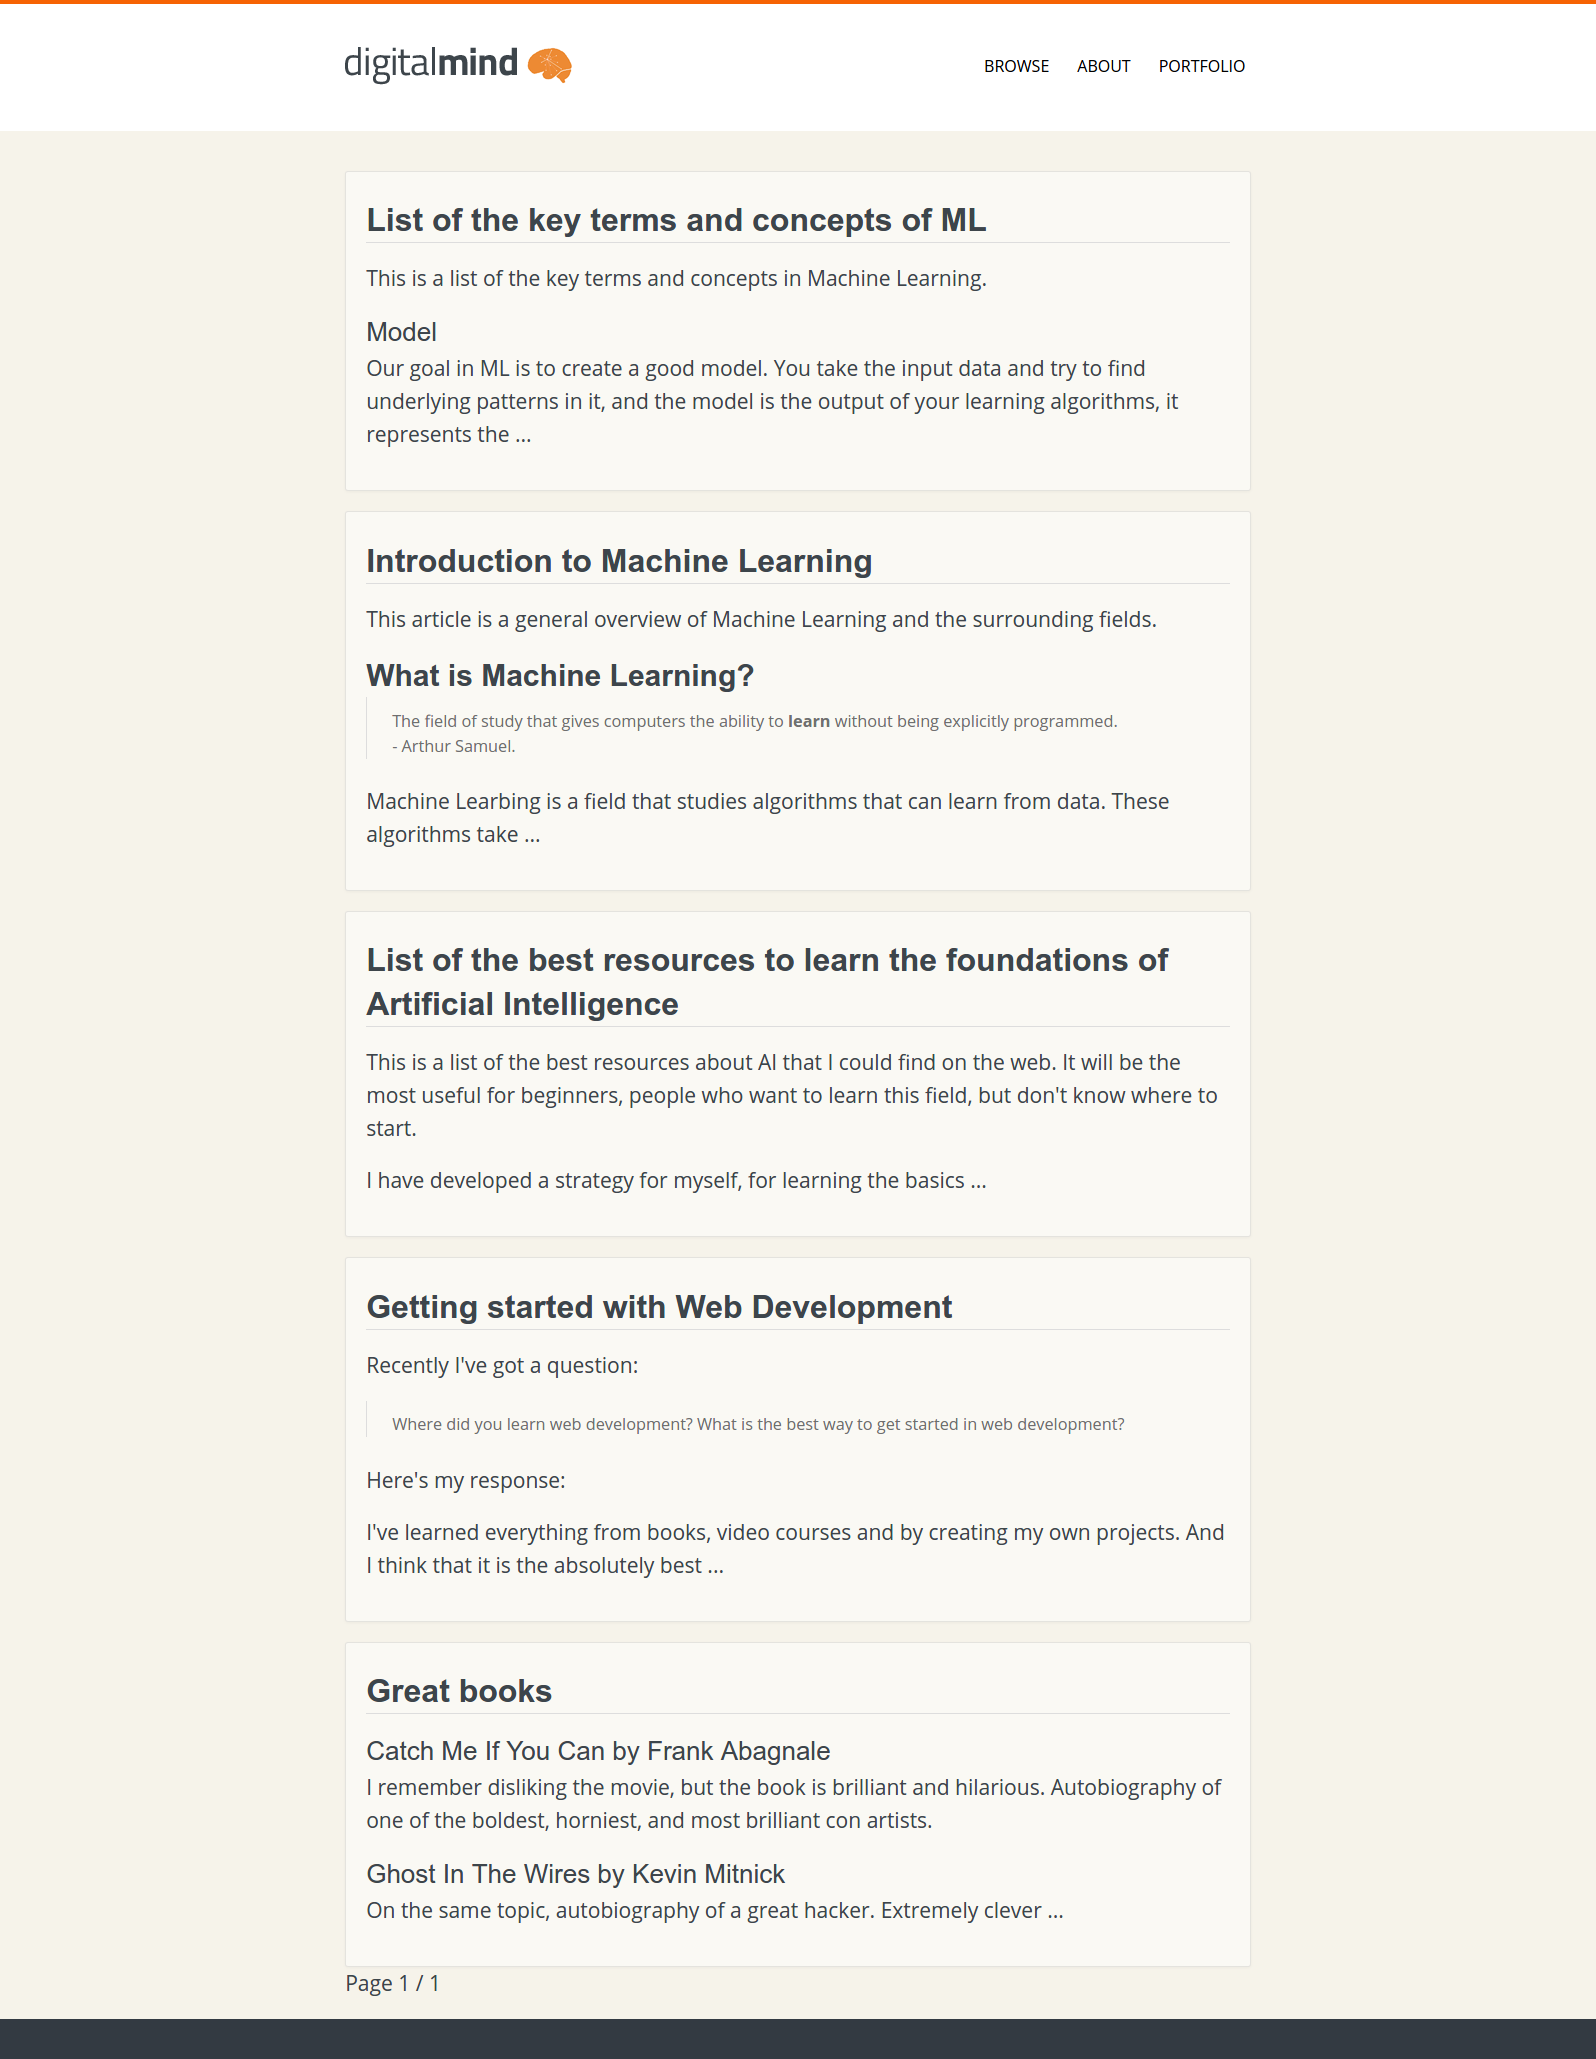 digitalmind
BROWSE ABOUT PORTFOLIO
List of the key terms and concepts of ML
This is a list of the key terms and concepts in Machine Learning.
Model
Our goal in ML is to create a good model. You take the input data and try to find
underlying patterns in it, and the model is the output of your learning algorithms, it
represents the ...
Introduction to Machine Learning
This article is a general overview of Machine Learning and the surrounding fields.
What is Machine Learning?
The field of study that gives computers the ability to learn without being explicitly programmed.
- Arthur Samuel.
Machine Learbing is a field that studies algorithms that can learn from data. These
algorithms take ...
List of the best resources to learn the foundations of
Artificial Intelligence
This is a list of the best resources about AI that I could find on the web. It will be the
most useful for beginners, people who want to learn this field, but don't know where to
start.
I have developed a strategy for myself, for learning the basics ...
Getting started with Web Development
Recently I've got a question:
Where did you learn web development? What is the best way to get started in web development?
Here's my response:
I've learned everything from books, video courses and by creating my own projects. And
I think that it is the absolutely best ...
Great books
Catch Me If You Can by Frank Abagnale
I remember disliking the movie, but the book is brilliant and hilarious. Autobiography of
one of the boldest, horniest, and most brilliant con artists.
Ghost In The Wires by Kevin Mitnick
On the same topic, autobiography of a great hacker. Extremely clever ...
Page 1 / 1